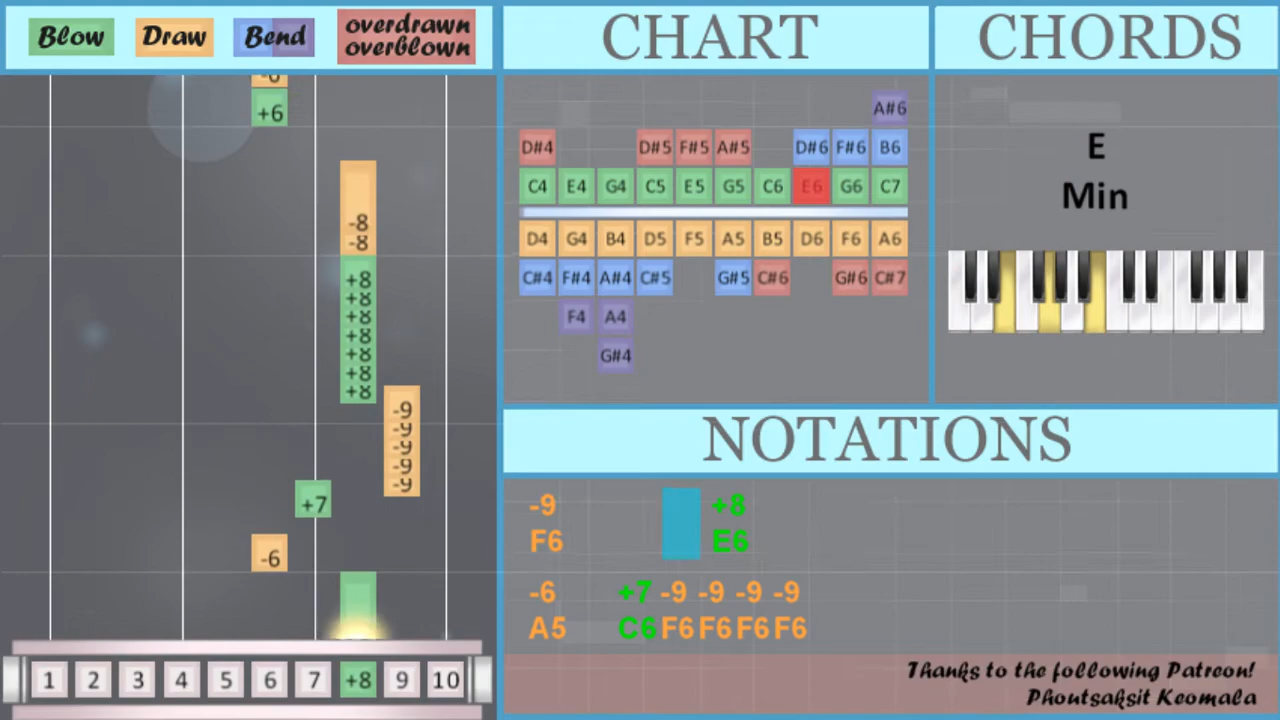 Blow Draw Bend overdrawn overblown
CHART
CHORDS
+6
-8
-8
+8
+8
+8
+8
+8
+8
+8
-9
-9
-9
-9
-9
+7
-6
1 2 3 4 5 6 7 +8 9 10
A#6
D#4 D#5 F#5 A#5 D#6 F#6 B6
C4 E4 G4 C5 E5 G5 C6 E6 G6 C7
D4 G4 B4 D5 F5 A5 B5 D6 F6 A6
C#4 F#4 A#4 C#5 G#5 C#6 G#6 C#7
F4 A4
G#4
E
Min
NOTATIONS
-9 +8
F6 E6
-6 +7 -9 -9 -9 -9
A5 C6 F6 F6 F6 F6
Thanks to the following Patreon!
Phoutsaksit Keomala